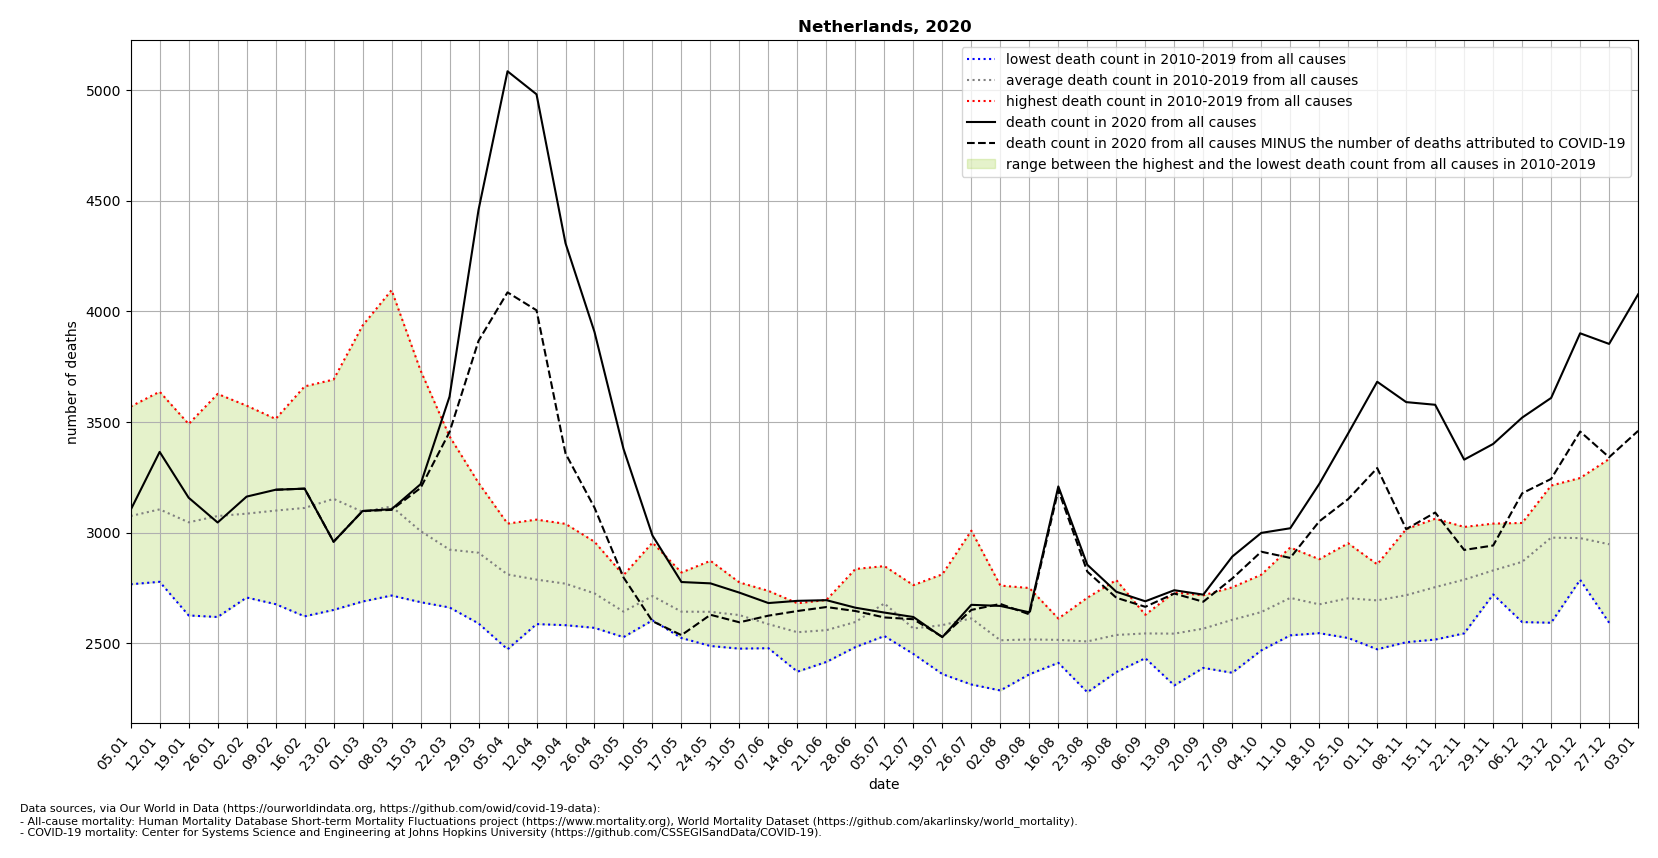 Netherlands, 2020
lowest death count in 2010-2019 from all causes
average death count in 2010-2019 from all causes
highest death count in 2010-2019 from all causes
death count in 2020 from all causes
death count in 2020 from all causes MINUS the number of deaths attributed to COVID-19
range between the highest and the lowest death count from all causes in 2010-2019
number of deaths
5000
4500
4000
3500
3000
2500
05.01 12.01 19.01 26.01 02.02 09.02 16.02 23.02 01.03 08.03 15.03 22.03 29.03 05.04 12.04 19.04 26.04 03.05 10.05 17.05 24.05 31.05 07.06 14.06 21.06 28.06 05.07 12.07 19.07 26.07 02.08 09.08 16.08 23.08 30.08 06.09 13.09 20.09 27.09 04.10 11.10 18.10 25.10 01.11 08.11 15.11 22.11 29.11 06.12 13.12 20.12 27.12 03.01
date
Data sources, via Our World in Data (https://ourworldindata.org, https://github.com/owid/covid-19-data):
- All-cause mortality: Human Mortality Database Short-term Mortality Fluctuations project (https://www.mortality.org), World Mortality Dataset (https://github.com/akarlinsky/world_mortality).
- COVID-19 mortality: Center for Systems Science and Engineering at Johns Hopkins University (https://github.com/CSSEGISandData/COVID-19).